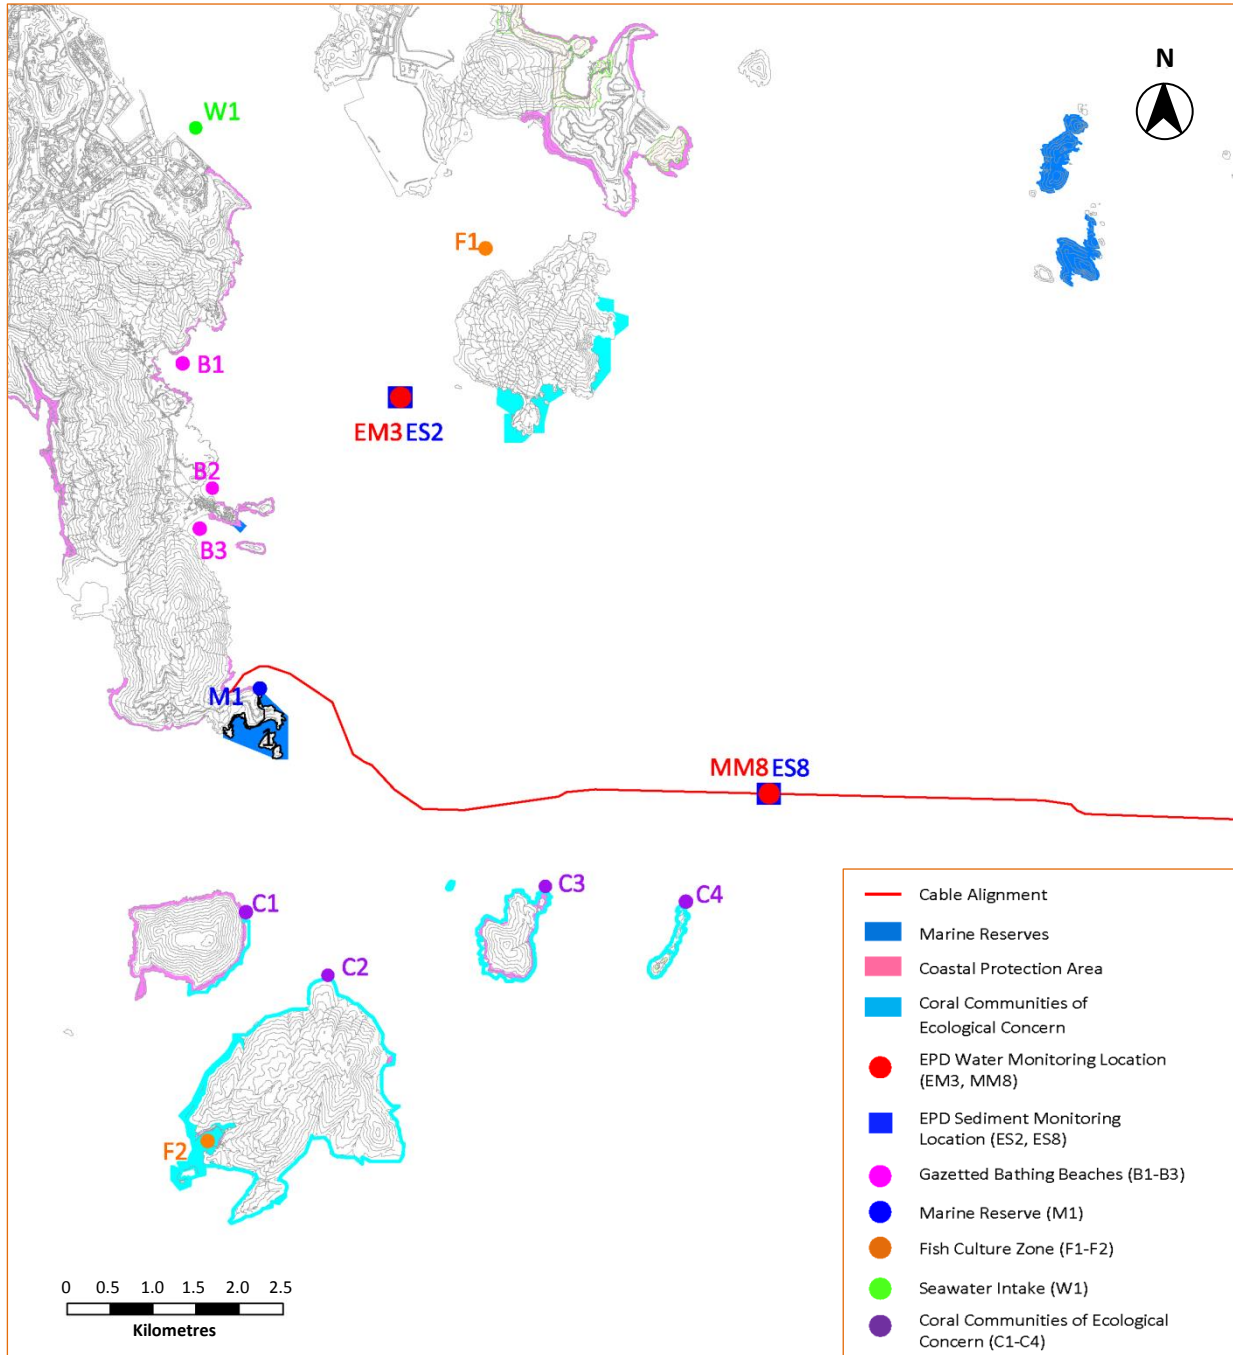 N
W1
F1
B1
EM3 ES2
B2
B3
M1
MM8 ES8
C1
C3
C4
C2
F2
Cable Alignment
Marine Reserves
Coastal Protection Area
Coral Communities of
Ecological Concern
EPD Water Monitoring Location
(EM3, MM8)
EPD Sediment Monitoring
Location (ES2, ES8)
Gazetted Bathing Beaches (B1-B3)
Marine Reserve (M1)
Fish Culture Zone (F1-F2)
Seawater Intake (W1)
Coral Communities of Ecological
Concern (C1-C4)
0 0.5 1.0 1.5 2.0 2.5
Kilometres